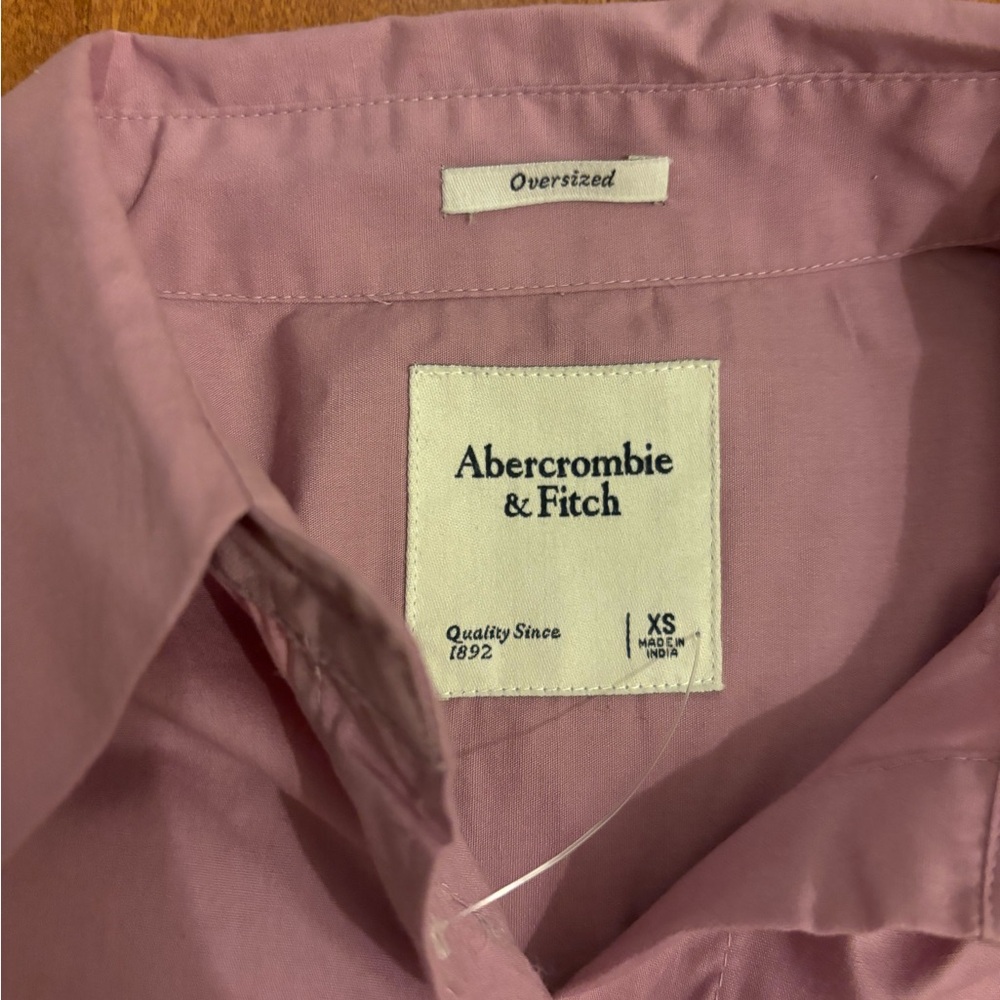 Oversized
Abercrombie
& Fitch
Quality Since
1892
XS
MADE IN
INDIA